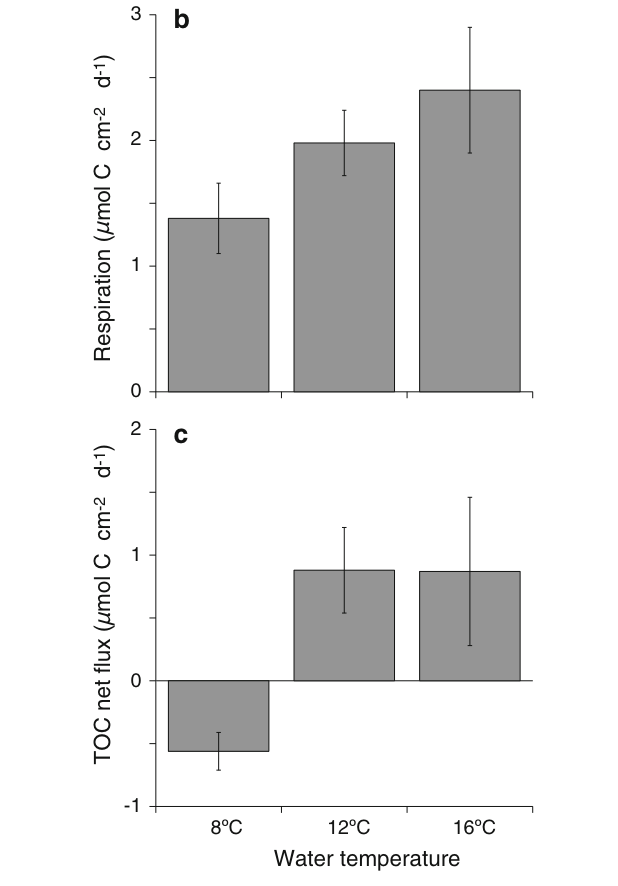 b
Respiration (μmol C cm-2 d-1)
3
2
1
0
c
TOC net flux (μmol C cm-2 d-1)
2
1
0
-1
8ºC 12ºC 16ºC
Water temperature